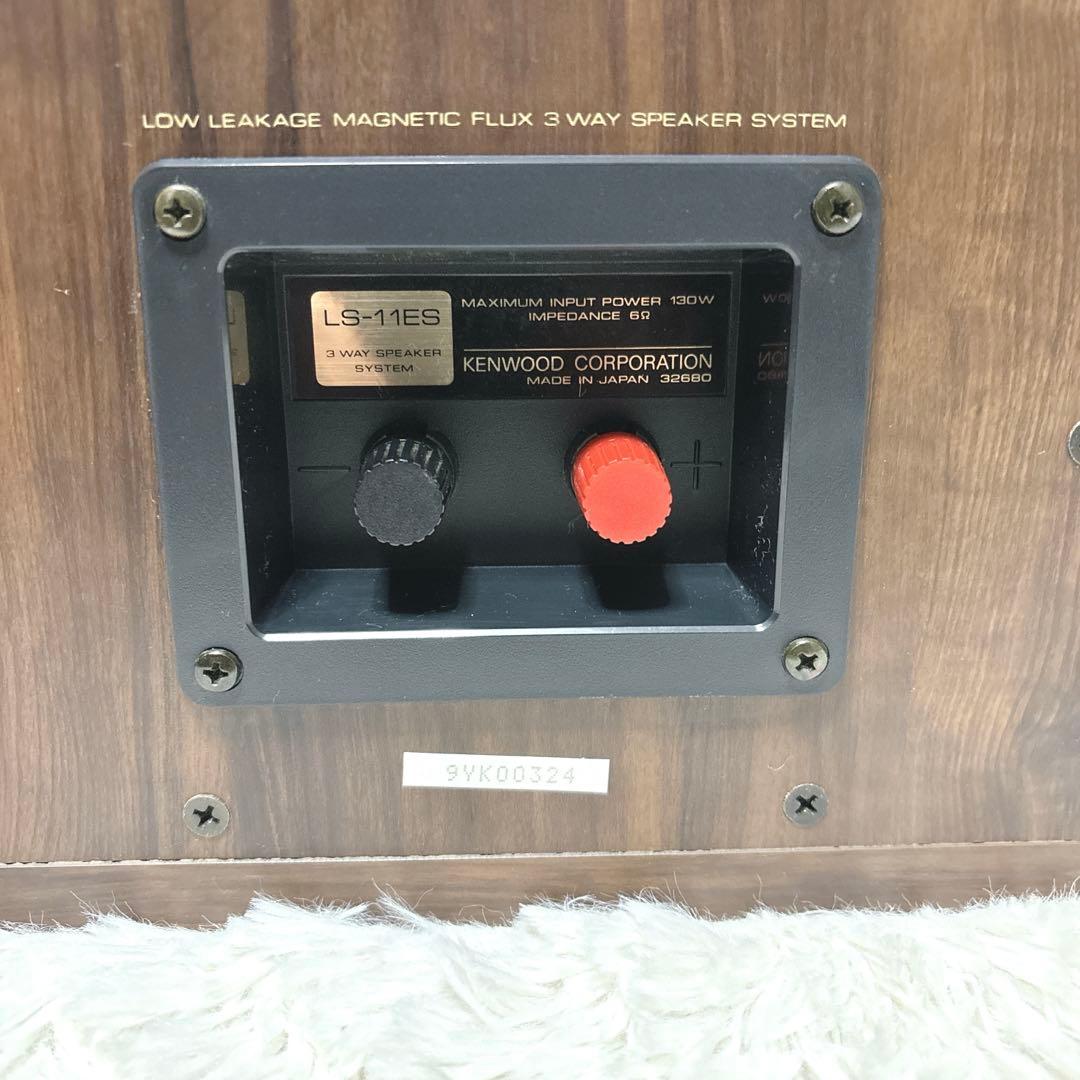 LOW LEAKAGE MAGNETIC FLUX 3 WAY SPEAKER SYSTEM
LS-11ES
3 WAY SPEAKER
SYSTEM
MAXIMUM INPUT POWER 130W
IMPEDANCE 6Ω
KENWOOD CORPORATION
MADE IN JAPAN 32680
− +
9YK00324